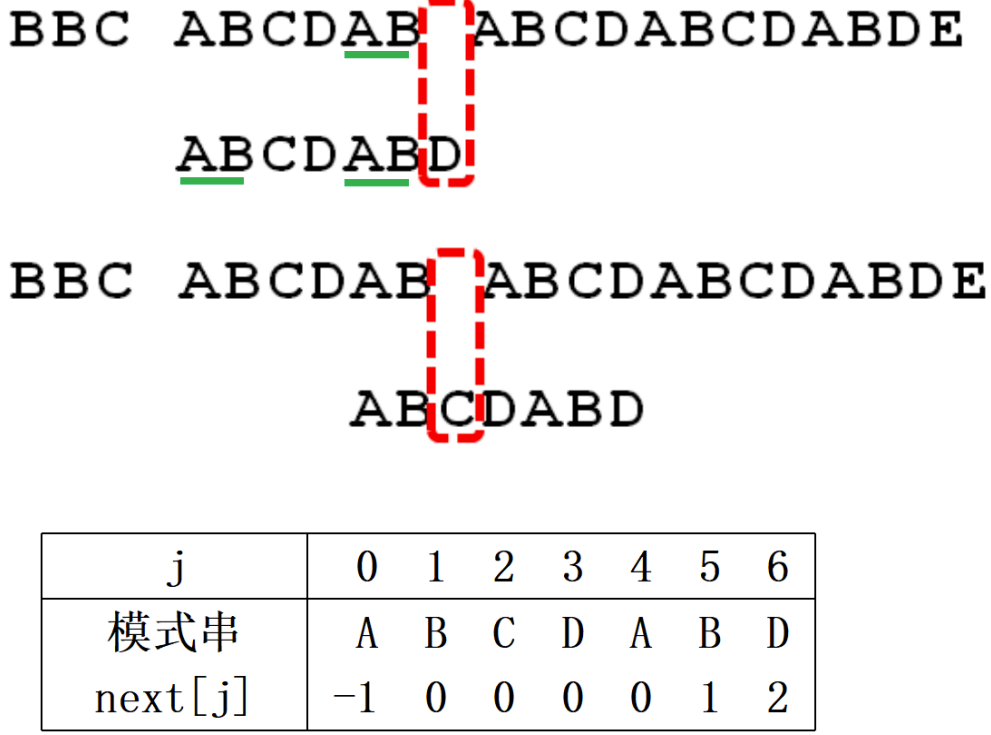 BBC ABCDAB ABCDABCDABDE
ABCDABD
BBC ABCDAB ABCDABCDABDE
ABCDABD
j 0 1 2 3 4 5 6
模式串 A B C D A B D
next[j] -1 0 0 0 0 1 2